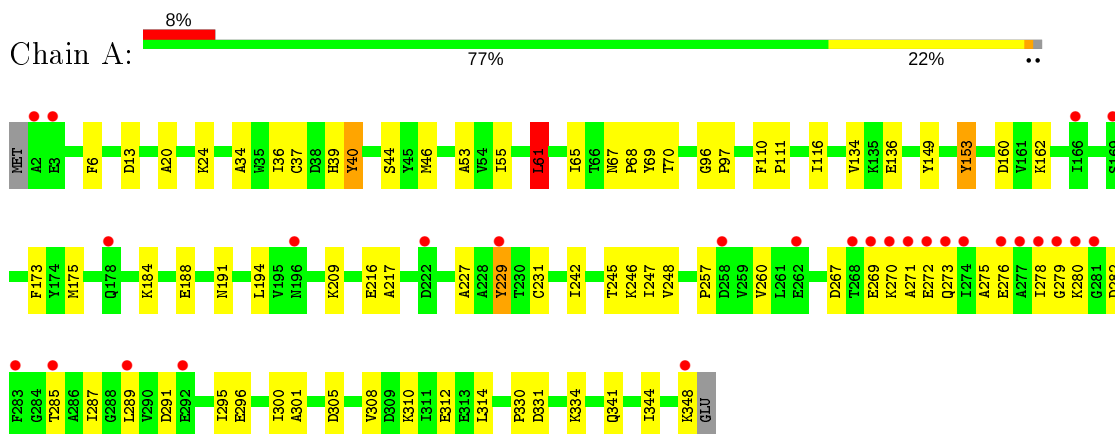 8%
Chain A:
77% 22% ••
MET A2 E3 F6 D13 A20 K24 A34 W35 I36 C37 D38 H39 Y40 S44 Y45 M46 A53 V54 I55 L61 I65 T66 N67 P68 Y69 T70 G96 P97 F110 P111 I116 V134 K135 E136 Y149 Y153 D160 V161 K162 I166 S169
F173 Y174 M175 Q178 K184 E188 N191 L194 V195 N196 K209 E216 A217 D222 A227 A228 Y229 T230 C231 I242 T245 K246 I247 V248 P257 D258 V259 V260 L261 E262 D267 T268 E269 K270 A271 E272 Q273 I274 A275 E276 A277 I278 G279 K280 G281 D282
F283 G284 T285 A286 I287 G288 L289 V290 D291 E292 I295 E296 I300 A301 D305 V308 D309 K310 I311 E312 E313 L314 P330 D331 K334 Q341 I344 K348 GLU